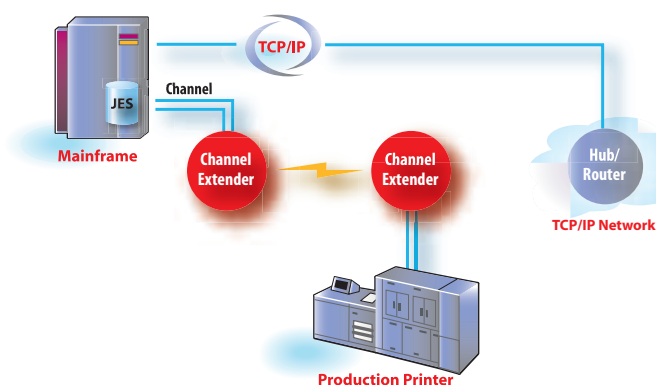 TCP/IP
Channel
JES
Mainframe
Channel
Extender
Channel
Extender
Hub/
Router
TCP/IP Network
Production Printer